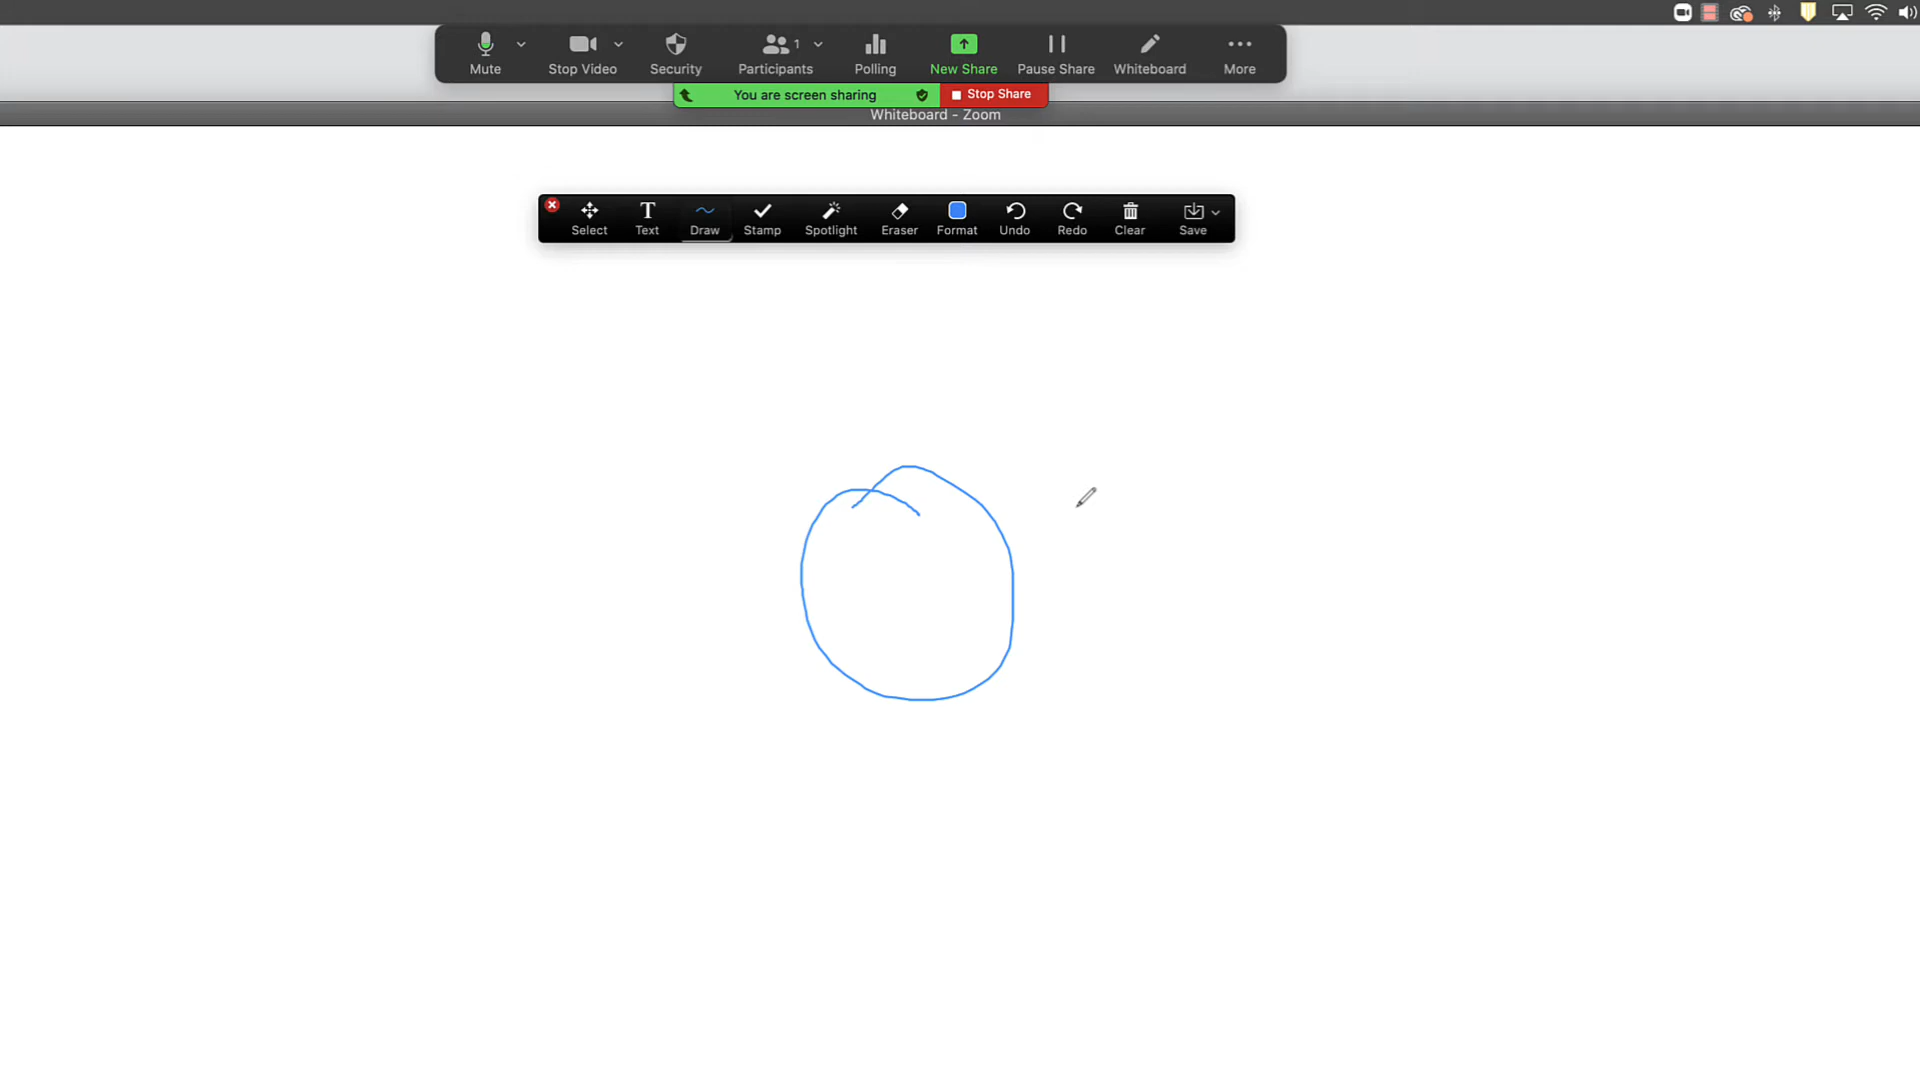 Mute
Stop Video
Security
1
Participants
Polling
New Share
Pause Share
Whiteboard
More
You are screen sharing
Stop Share
Whiteboard - Zoom
Select
T
Text
Draw
Stamp
Spotlight
Eraser
Format
Undo
Redo
Clear
Save